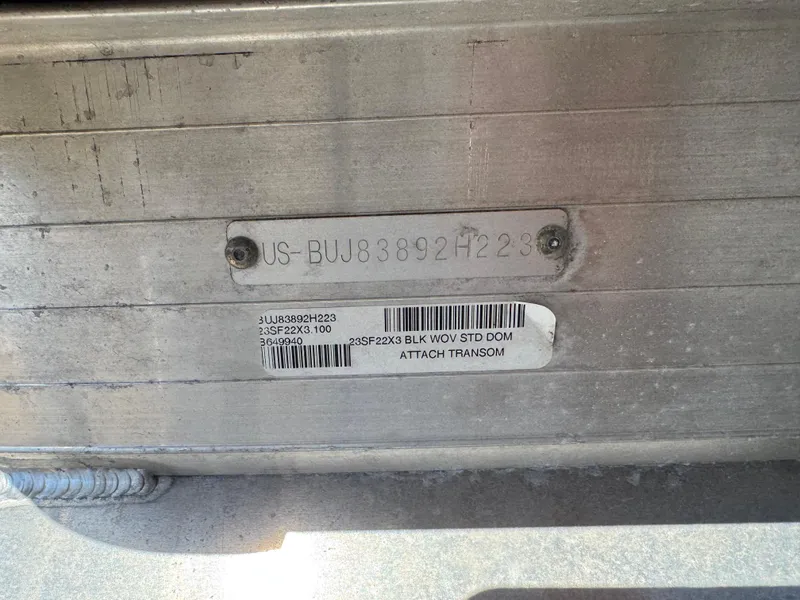 US-BUJ83892H223
BUJ83892H223
23SF22X3.100
B649940
23SF22X3 BLK WOV STD DOM
ATTACH TRANSOM